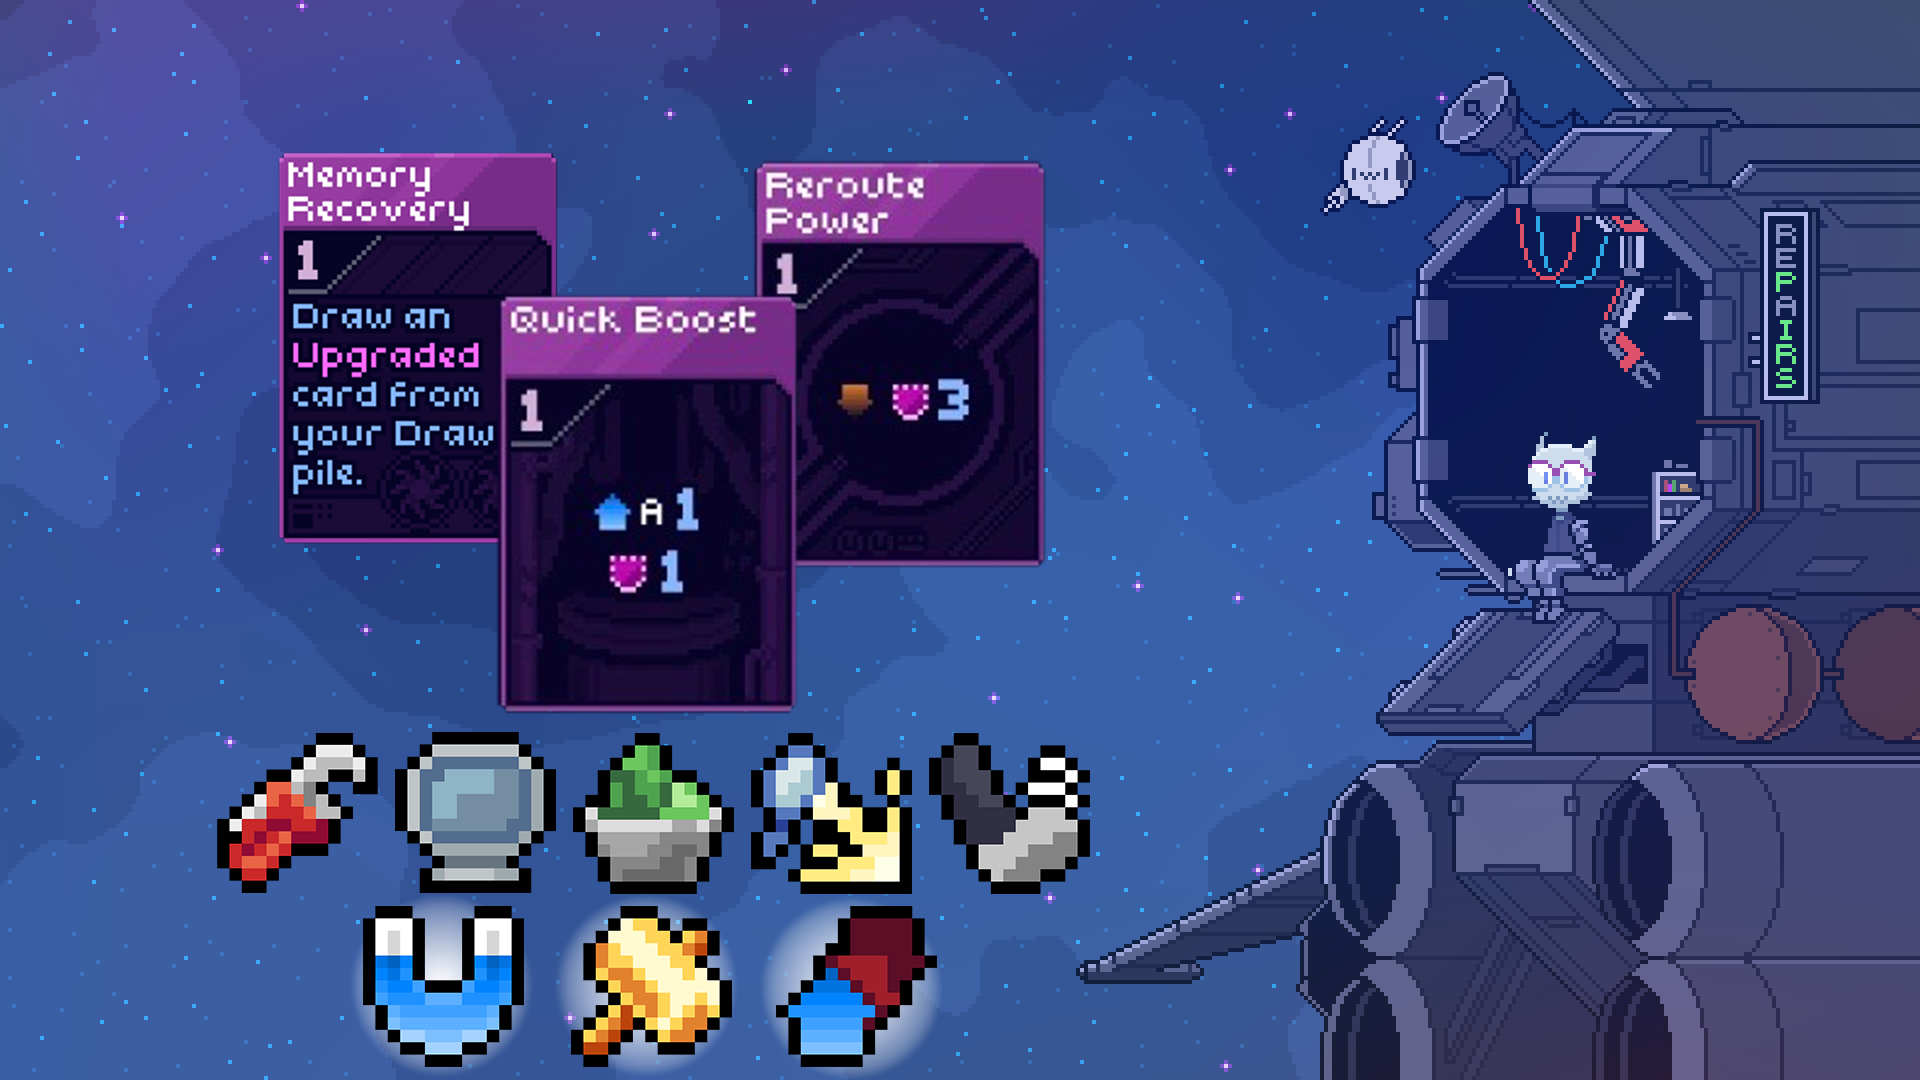 Memory
Recovery
1
Draw an
Upgraded
card from
your Draw
pile.
Quick Boost
1
A 1
1
Reroute
Power
1
3
REPAIRS